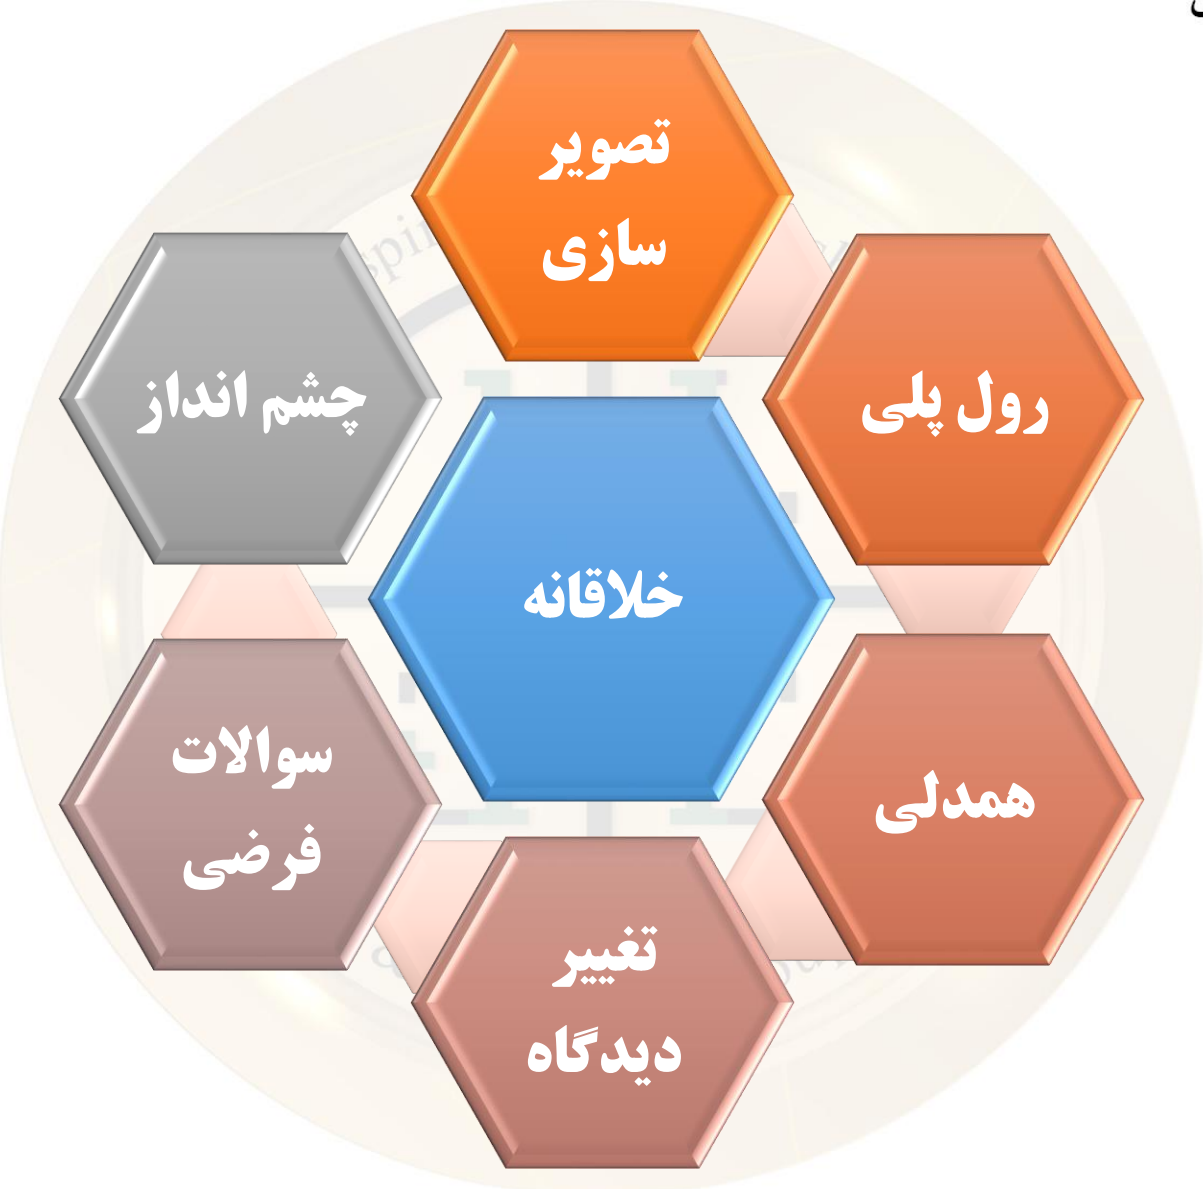 تصویر
سازی
رول پلی
چشم انداز
خلاقانه
همدلی
سوالات
فرضی
تغییر
دیدگاه